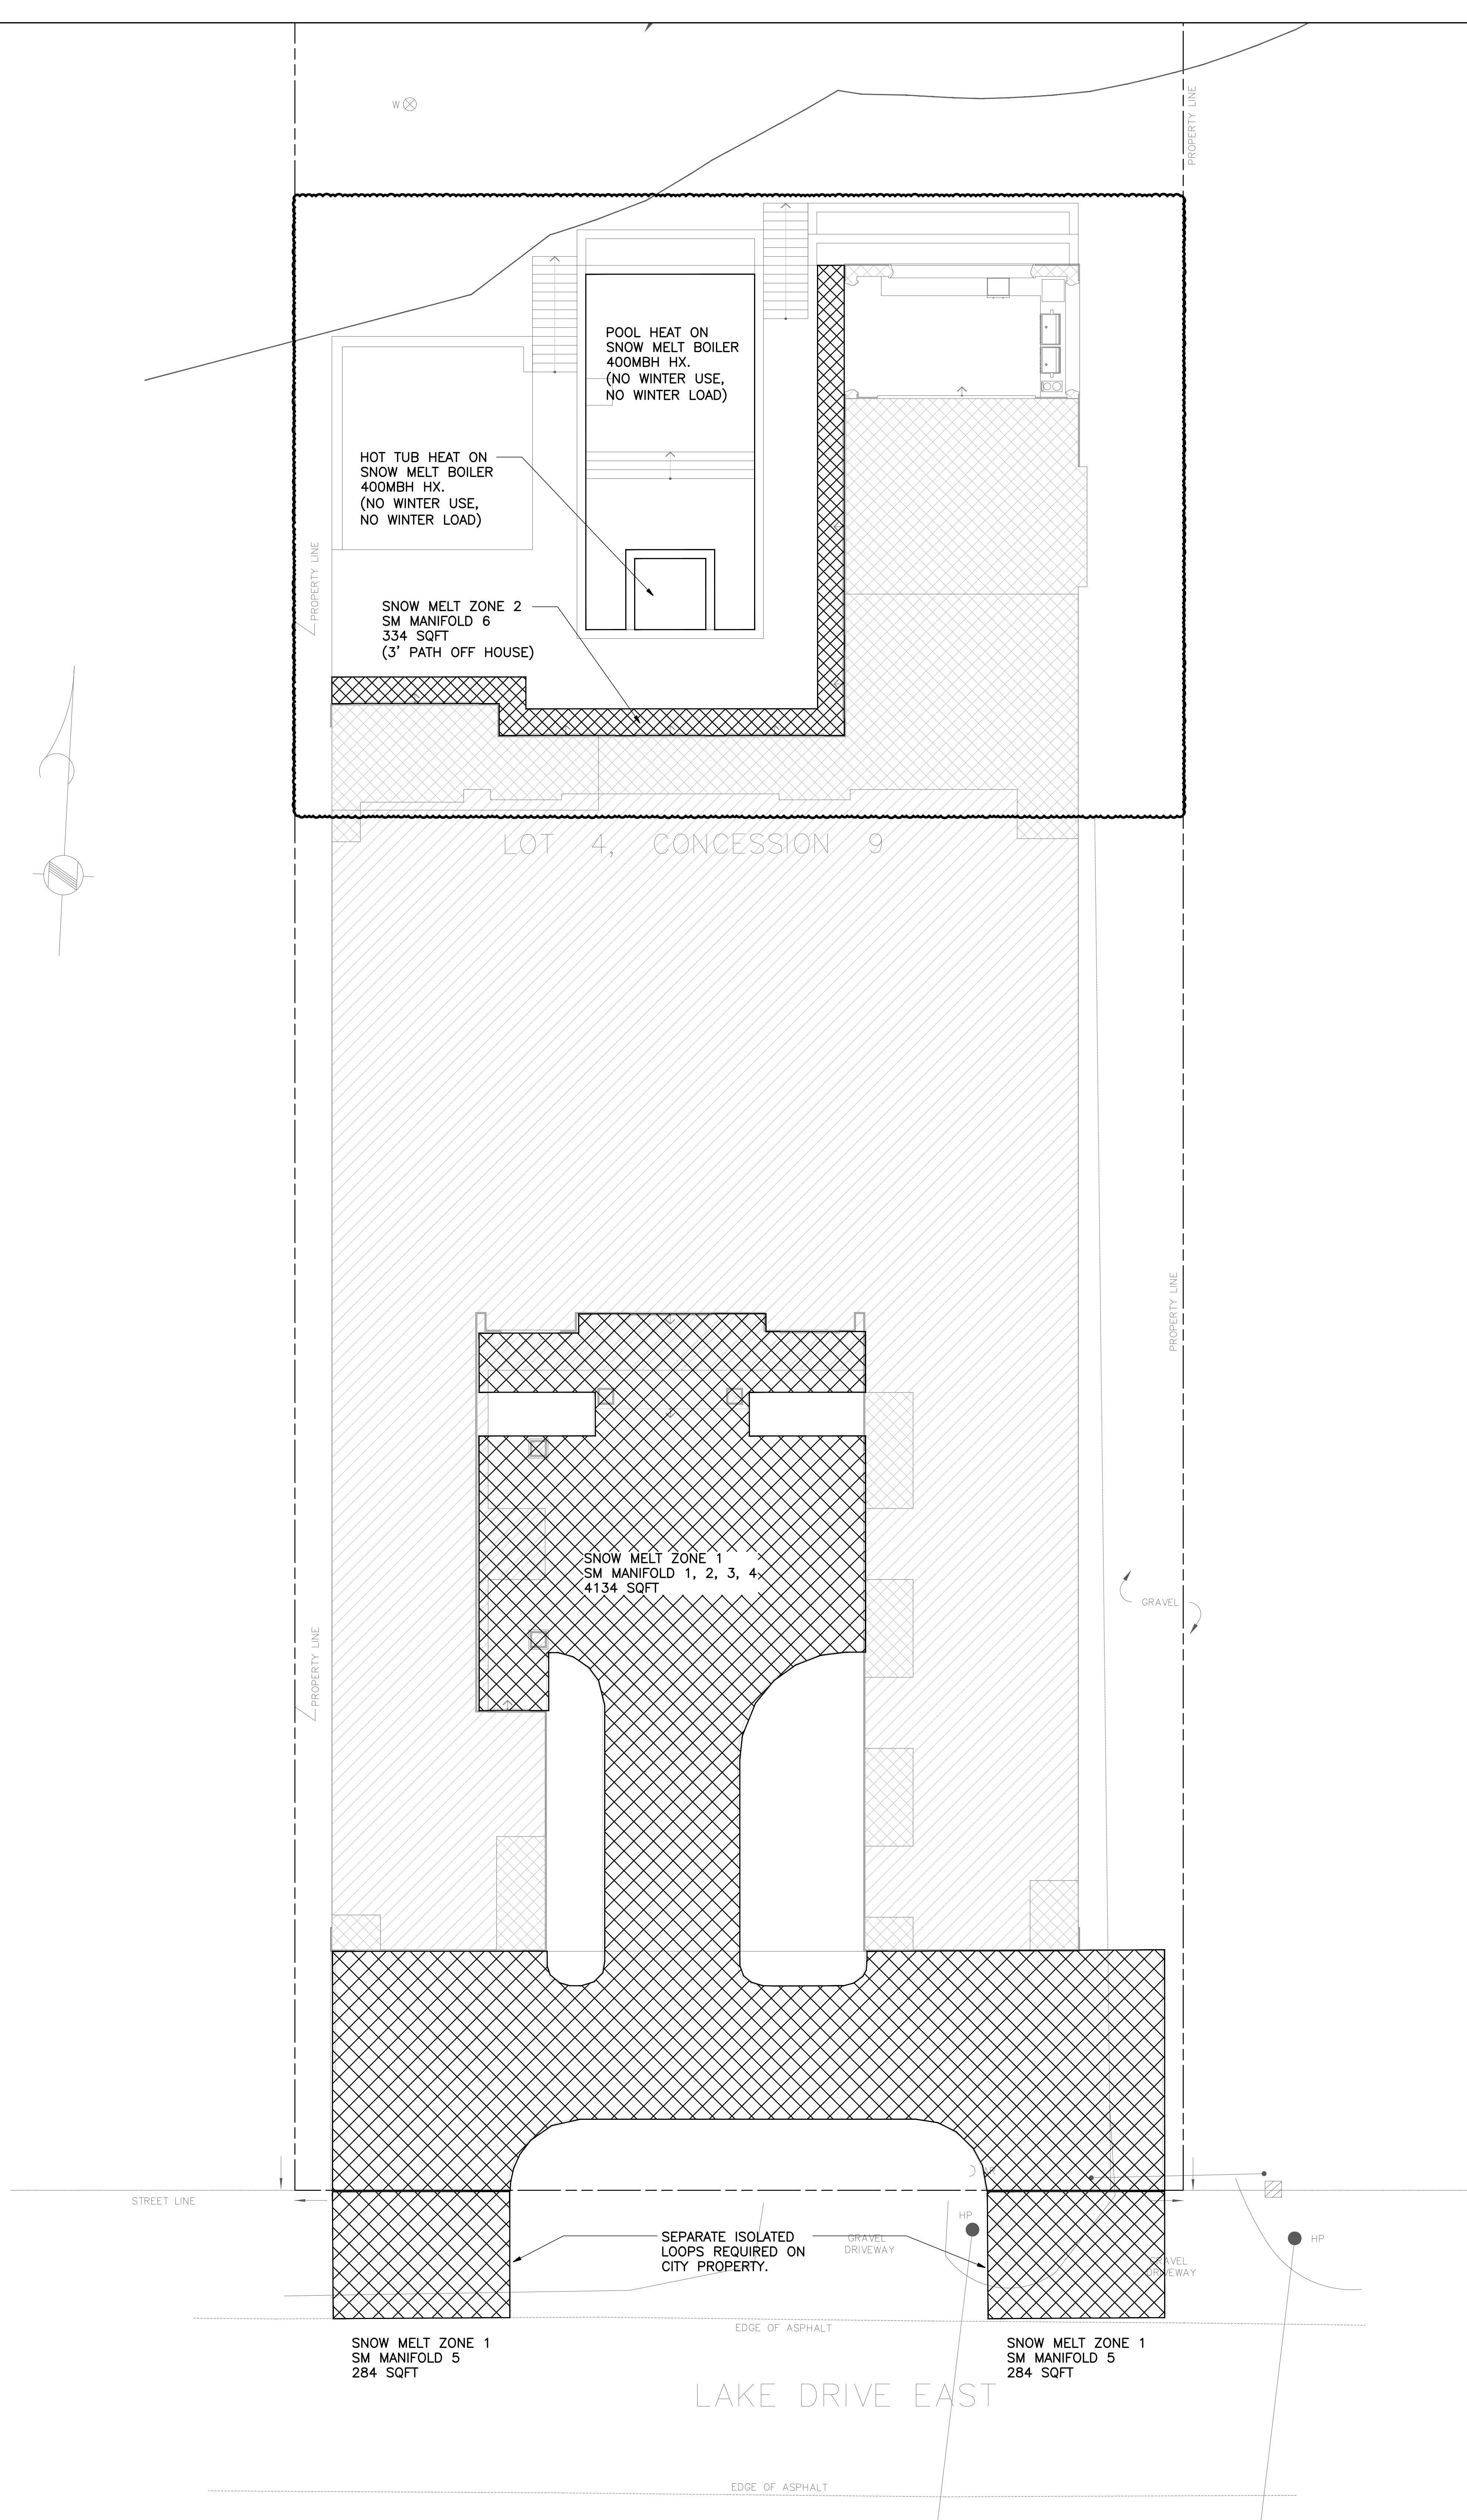 W
PROPERTY LINE
POOL HEAT ON
SNOW MELT BOILER
400MBH HX.
(NO WINTER USE,
NO WINTER LOAD)
HOT TUB HEAT ON
SNOW MELT BOILER
400MBH HX.
(NO WINTER USE,
NO WINTER LOAD)
PROPERTY LINE
SNOW MELT ZONE 2
SM MANIFOLD 6
334 SQFT
(3' PATH OFF HOUSE)
LOT 4, CONCESSION 9
PROPERTY LINE
SNOW MELT ZONE 1
SM MANIFOLD 1, 2, 3, 4
4134 SQFT
GRAVEL
PROPERTY LINE
STREET LINE
HP
HP
SEPARATE ISOLATED
LOOPS REQUIRED ON
CITY PROPERTY.
GRAVEL
DRIVEWAY
GRAVEL
DRIVEWAY
EDGE OF ASPHALT
SNOW MELT ZONE 1
SM MANIFOLD 5
284 SQFT
SNOW MELT ZONE 1
SM MANIFOLD 5
284 SQFT
LAKE DRIVE EAST
EDGE OF ASPHALT